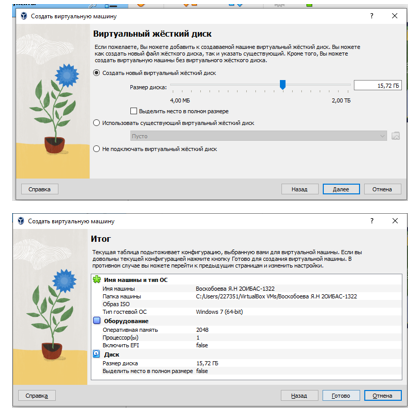 Создать виртуальную машину
Виртуальный жёсткий диск
Если пожелаете, Вы можете добавить к создаваемой машине виртуальный жёсткий диск. Вы можете
как создать новый файл жёсткого диска, так и указать существующий. Кроме того, Вы можете
создать виртуальную машину без виртуального жёсткого диска.
Создать новый виртуальный жёсткий диск
Размер диска:
15,72 ГБ
4,00 МБ
2,00 ТБ
Выделить место в полном размере
Использовать существующий виртуальный жёсткий диск
Пусто
Не подключать виртуальный жёсткий диск
Справка
Назад
Далее
Отмена
Создать виртуальную машину
Итог
Текущая таблица подытоживает конфигурацию, выбранную вами для виртуальной машины. Если вы
довольны текущей конфигурацией нажмите кнопку Готово для создания виртуальной машины. В
противном случае вы можете перейти к предыдущим страницам и изменить настройки.
Имя машины и тип ОС
Имя машины Воскобоева Я.Н 2ОИБАС-1322
Папка машины C:/Users/227351/VirtualBox VMs/Воскобоева Я.Н 2ОИБАС-1322
Образ ISO
Тип гостевой ОС Windows 7 (64-bit)
Оборудование
Оперативная память 2048
Процессор(ы) 1
Включить EFI false
Диск
Размер диска 15,72 ГБ
Выделить место в полном размере false
Справка
Назад
Готово
Отмена